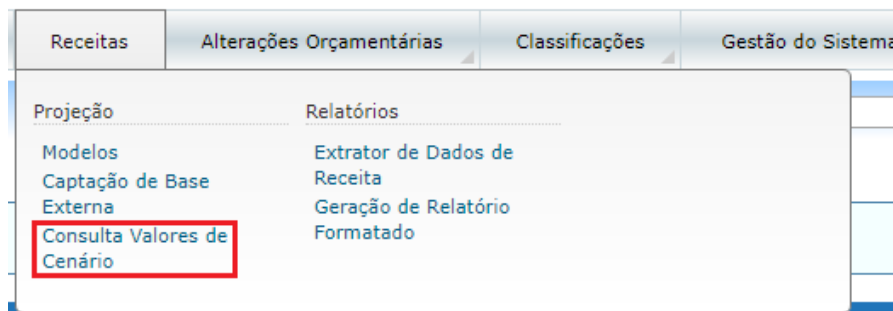 Receitas Alterações Orçamentárias Classificações Gestão do Sistema
Projeção
Modelos
Captação de Base
Externa
Consulta Valores de
Cenário
Relatórios
Extrator de Dados de
Receita
Geração de Relatório
Formatado